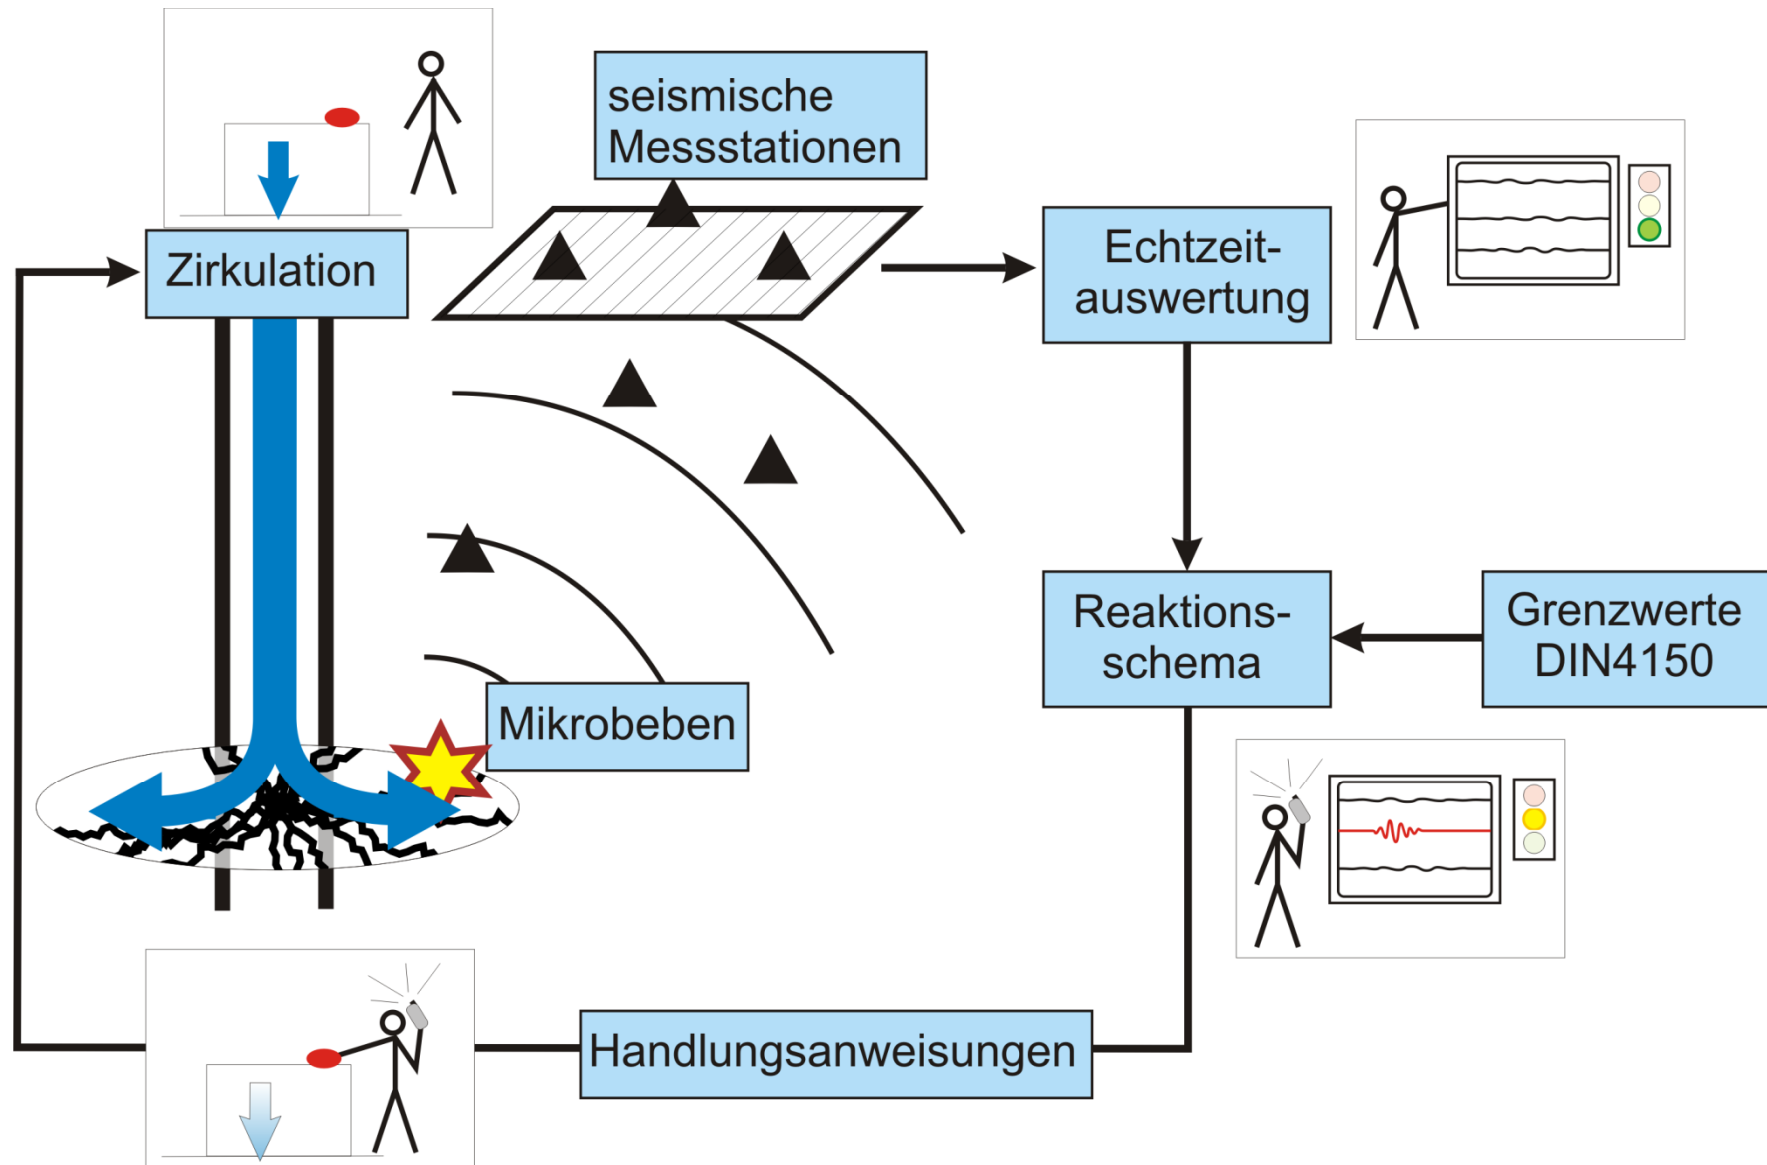 seismische
Messstationen
Zirkulation
Echtzeit-
auswertung
Reaktions-
schema
Grenzwerte
DIN4150
Mikrobeben
Handlungsanweisungen